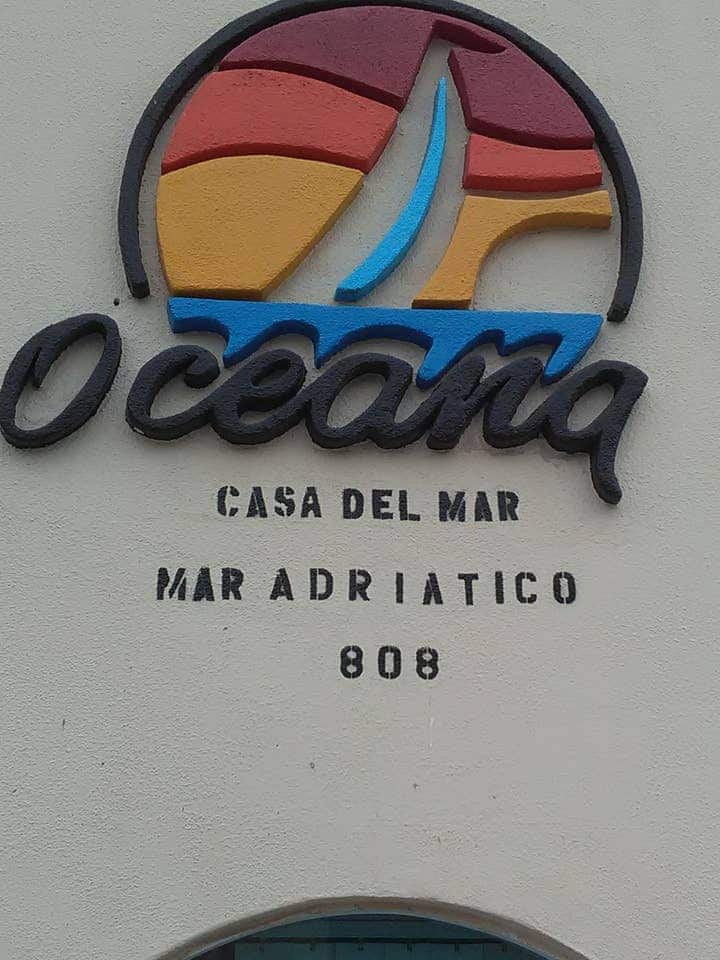 Oceana
CASA DEL MAR
MAR ADRIATICO
808